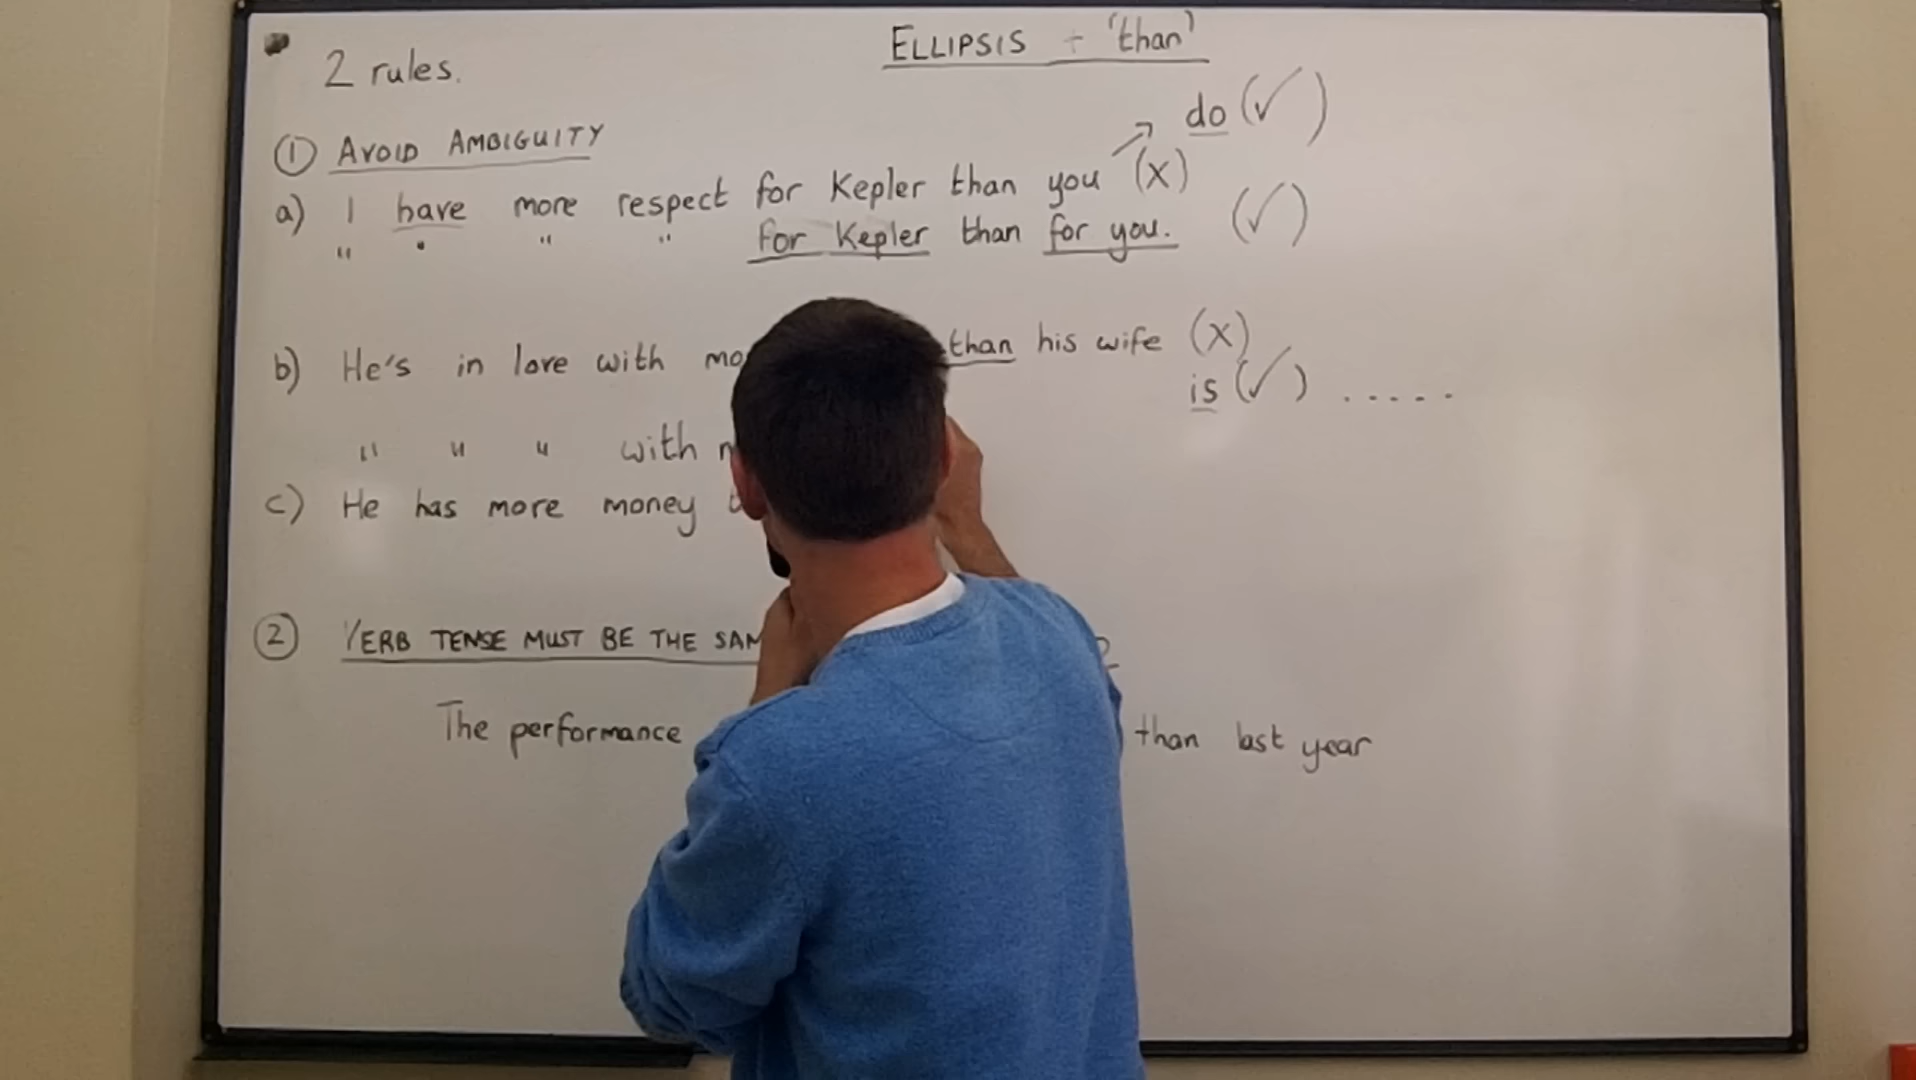 ELLIPSIS - 'than'
2 rules.
① AVOID AMBIGUITY
do (✓)
a) I have more respect for Kepler than you (x)
" " " " for Kepler than for you. (✓)
b) He's in love with than his wife (x)
is (✓) .....
" " " with
c) He has more money
② VERB TENSE MUST BE THE
The performance than last year